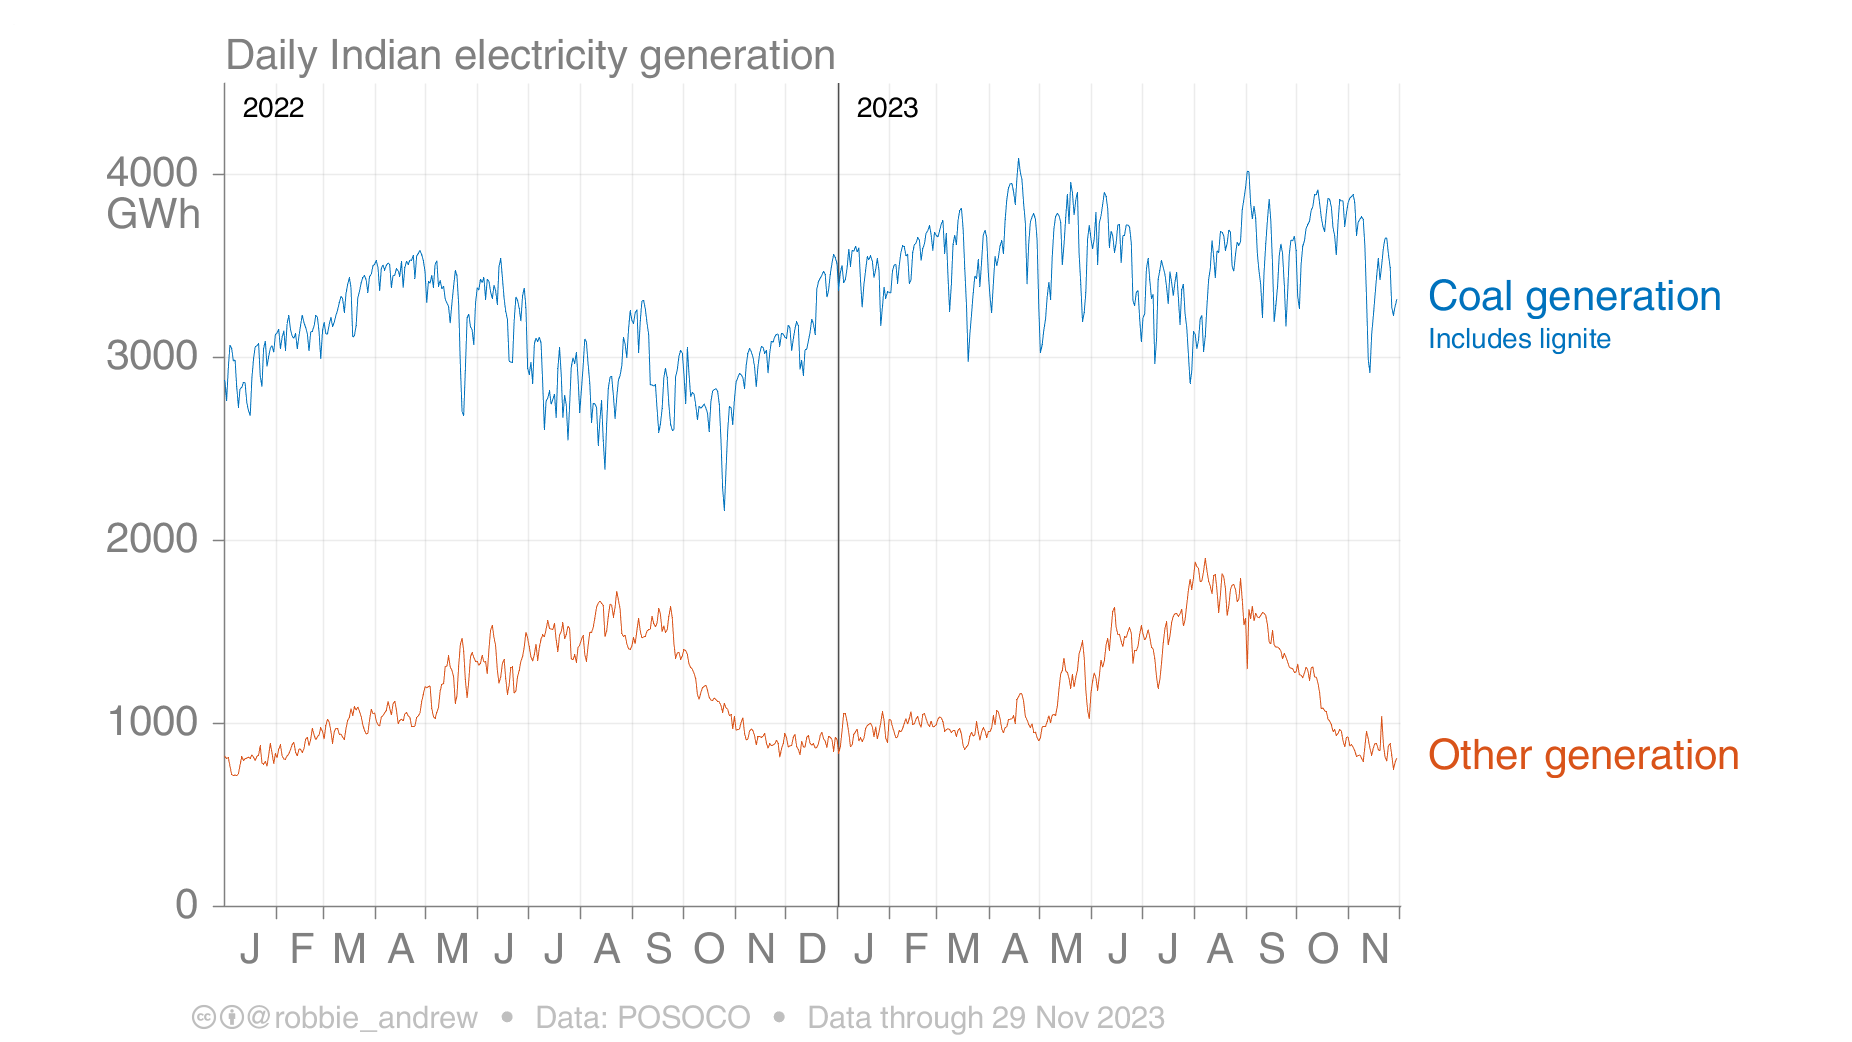 Daily Indian electricity generation
2022 2023
4000
GWh
3000
2000
1000
0
Coal generation
Includes lignite
Other generation
J F M A M J J A S O N D J F M A M J J A S O N
@robbie_andrew • Data: POSOCO • Data through 29 Nov 2023